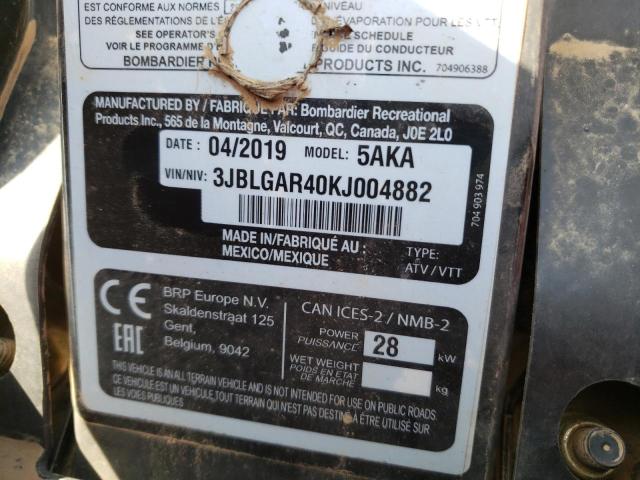 EST CONFORME AUX NORMES NIVEAU
DES RÉGLEMENTATIONS DE L'É ÉVAPORATION POUR LES VTT
SEE OPERATOR'S SCHEDULE
VOIR LE PROGRAMME D' GUIDE DU CONDUCTEUR
BOMBARDIER PRODUCTS INC. 704906388
MANUFACTURED BY / FABRIQUÉ PAR: Bombardier Recreational
Products Inc., 565 de la Montagne, Valcourt, QC, Canada, J0E 2L0
DATE : 04/2019 MODEL: 5AKA
VIN/NIV: 3JBLGAR40KJ004882
704 903 974
MADE IN/FABRIQUÉ AU :
MEXICO/MEXIQUE
TYPE:
ATV / VTT
CE
EAC
BRP Europe N.V.
Skaldenstraat 125
Gent,
Belgium, 9042
CAN ICES-2 / NMB-2
POWER
PUISSANCE 28 kW
WET WEIGHT
POIDS EN ÉTAT
DE MARCHE kg
THIS VEHICLE IS AN ALL TERRAIN VEHICLE AND IS NOT INTENDED FOR USE ON PUBLIC ROADS
CE VÉHICULE EST UN VÉHICULE TOUT TERRAIN QUI N'EST PAS DESTINÉ À ÊTRE UTILISÉ SUR LES
VOIES PUBLIQUES